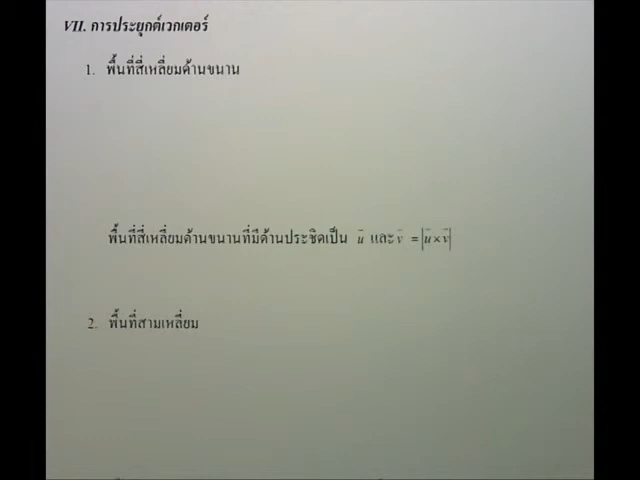 VII. การประยุกต์เวกเตอร์
1. พื้นที่สี่เหลี่ยมด้านขนาน
พื้นที่สี่เหลี่ยมด้านขนานที่มีด้านประชิดเป็น ū และ v̄ = |ū × v̄|
2. พื้นที่สามเหลี่ยม